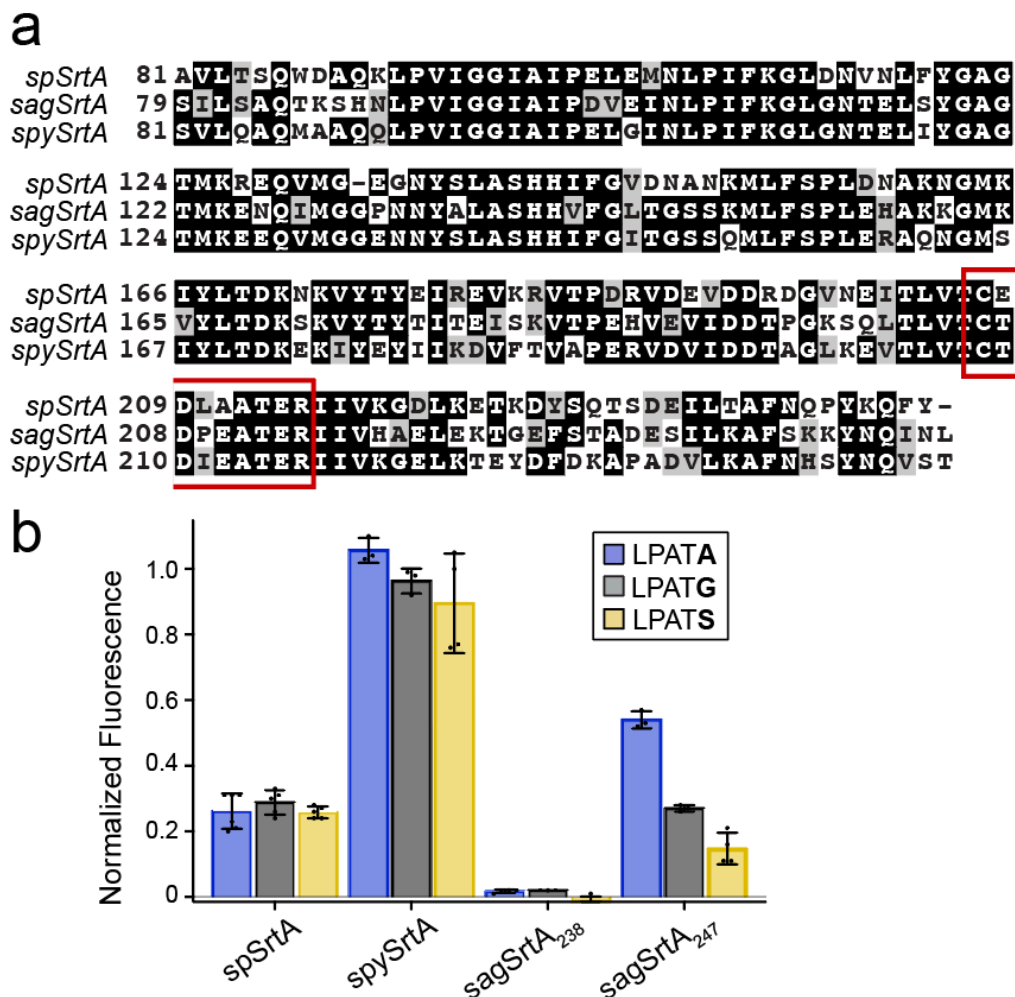 a
spSrtA 81 AVLTSQWDAQKLPVIGGIAIPELEMNLPIFKGLDNVNLFYGAG
sagSrtA 79 SILSAQTKSHNLPVIGGIAIPDVEINLPIFKGLGNTELSYGAG
spySrtA 81 SVLQAQMAAQQLPVIGGIAIPELGINLPIFKGLGNTELIYGAG
spSrtA 124 TMKREQVMG-EGNYSLASHHIFGVDNANKMLFSPLDNAKNGMK
sagSrtA 122 TMKENQIMGGPNNYALASHHVFGLTGSSKMLFSPLEHAKKGMK
spySrtA 124 TMKEEQVMGGENNYSLASHHIFGITGSSQMLFSPLERAQNGMS
spSrtA 166 IYLTDKNKVYTYEIREVKRVTPDRVDEVDDRDGVNEITLVTCE
sagSrtA 165 VYLTDKSKVYTYTITEISKVTPEHVEVIDDTPGKSQLTLVTCT
spySrtA 167 IYLTDKEKIYEYIIKDVFTVAPERVDVIDDTAGLKEVTLVTCT
spSrtA 209 DLAATERIIVKGDLKETKDYSQTSDEILTAFNQPYKQFY-
sagSrtA 208 DPEATERIIVHAELEKTGEFSTADESILKAFSKKYNQINL
spySrtA 210 DIEATERIIVKGELKTEYDFDKAPADVLKAFNHSYNQVST
b
LPATA
LPATG
LPATS
Normalized Fluorescence
1.0
0.8
0.6
0.4
0.2
0
spSrtA
spySrtA
sagSrtA₂₃₈
sagSrtA₂₄₇